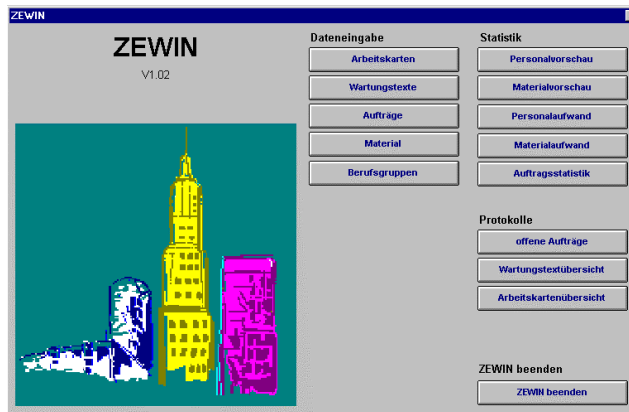 ZEWIN
ZEWIN
V1.02
Dateneingabe
Arbeitskarten
Wartungstexte
Aufträge
Material
Berufsgruppen
Statistik
Personalvorschau
Materialvorschau
Personalaufwand
Materialaufwand
Auftragsstatistik
Protokolle
offene Aufträge
Wartungstextübersicht
Arbeitskartenübersicht
ZEWIN beenden
ZEWIN beenden